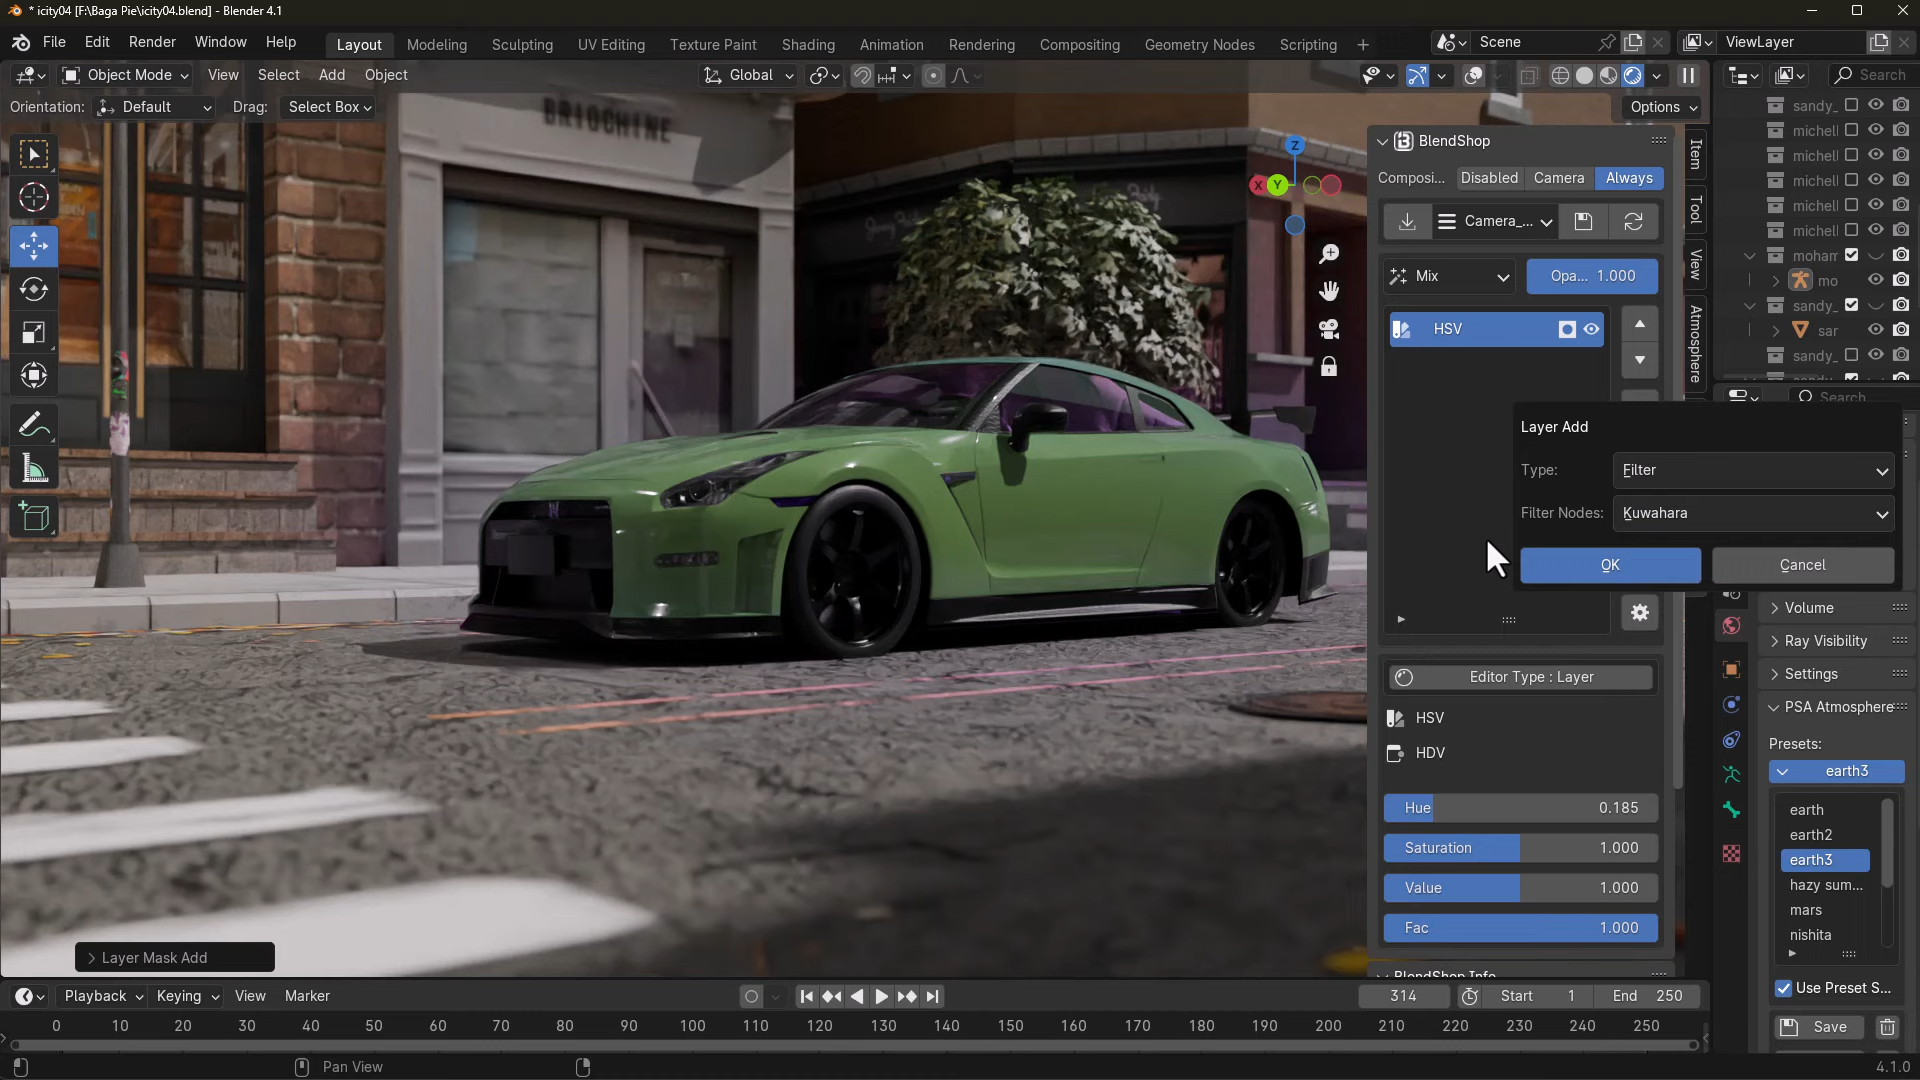 * icity04 [F:\Baga Pie\icity04.blend] - Blender 4.1
File Edit Render Window Help Layout Modeling Sculpting UV Editing Texture Paint Shading Animation Rendering Compositing Geometry Nodes Scripting + Scene ViewLayer
Object Mode View Select Add Object Global Search
Orientation: Default Drag: Select Box Options
BRIOCHINE
Z
X Y
Item
Tool
View
Atmosphere
BlendShop
Composi... Disabled Camera Always
Camera_...
Mix Opa... 1.000
HSV
sandy_
michell
michell
michell
michell
michell
moham
mo
sandy_
sar
sandy_
Search
Layer Add
Type: Filter
Filter Nodes: Kuwahara
OK Cancel
Editor Type : Layer
HSV
HDV
Hue 0.185
Saturation 1.000
Value 1.000
Fac 1.000
BlendShop Info
Volume
Ray Visibility
Settings
PSA Atmosphere
Presets:
earth3
earth
earth2
earth3
hazy sum...
mars
nishita
Use Preset S...
Save
Layer Mask Add
Playback Keying View Marker 314 Start 1 End 250
0 10 20 30 40 50 60 70 80 90 100 110 120 130 140 150 160 170 180 190 200 210 220 230 240 250
Pan View 4.1.0